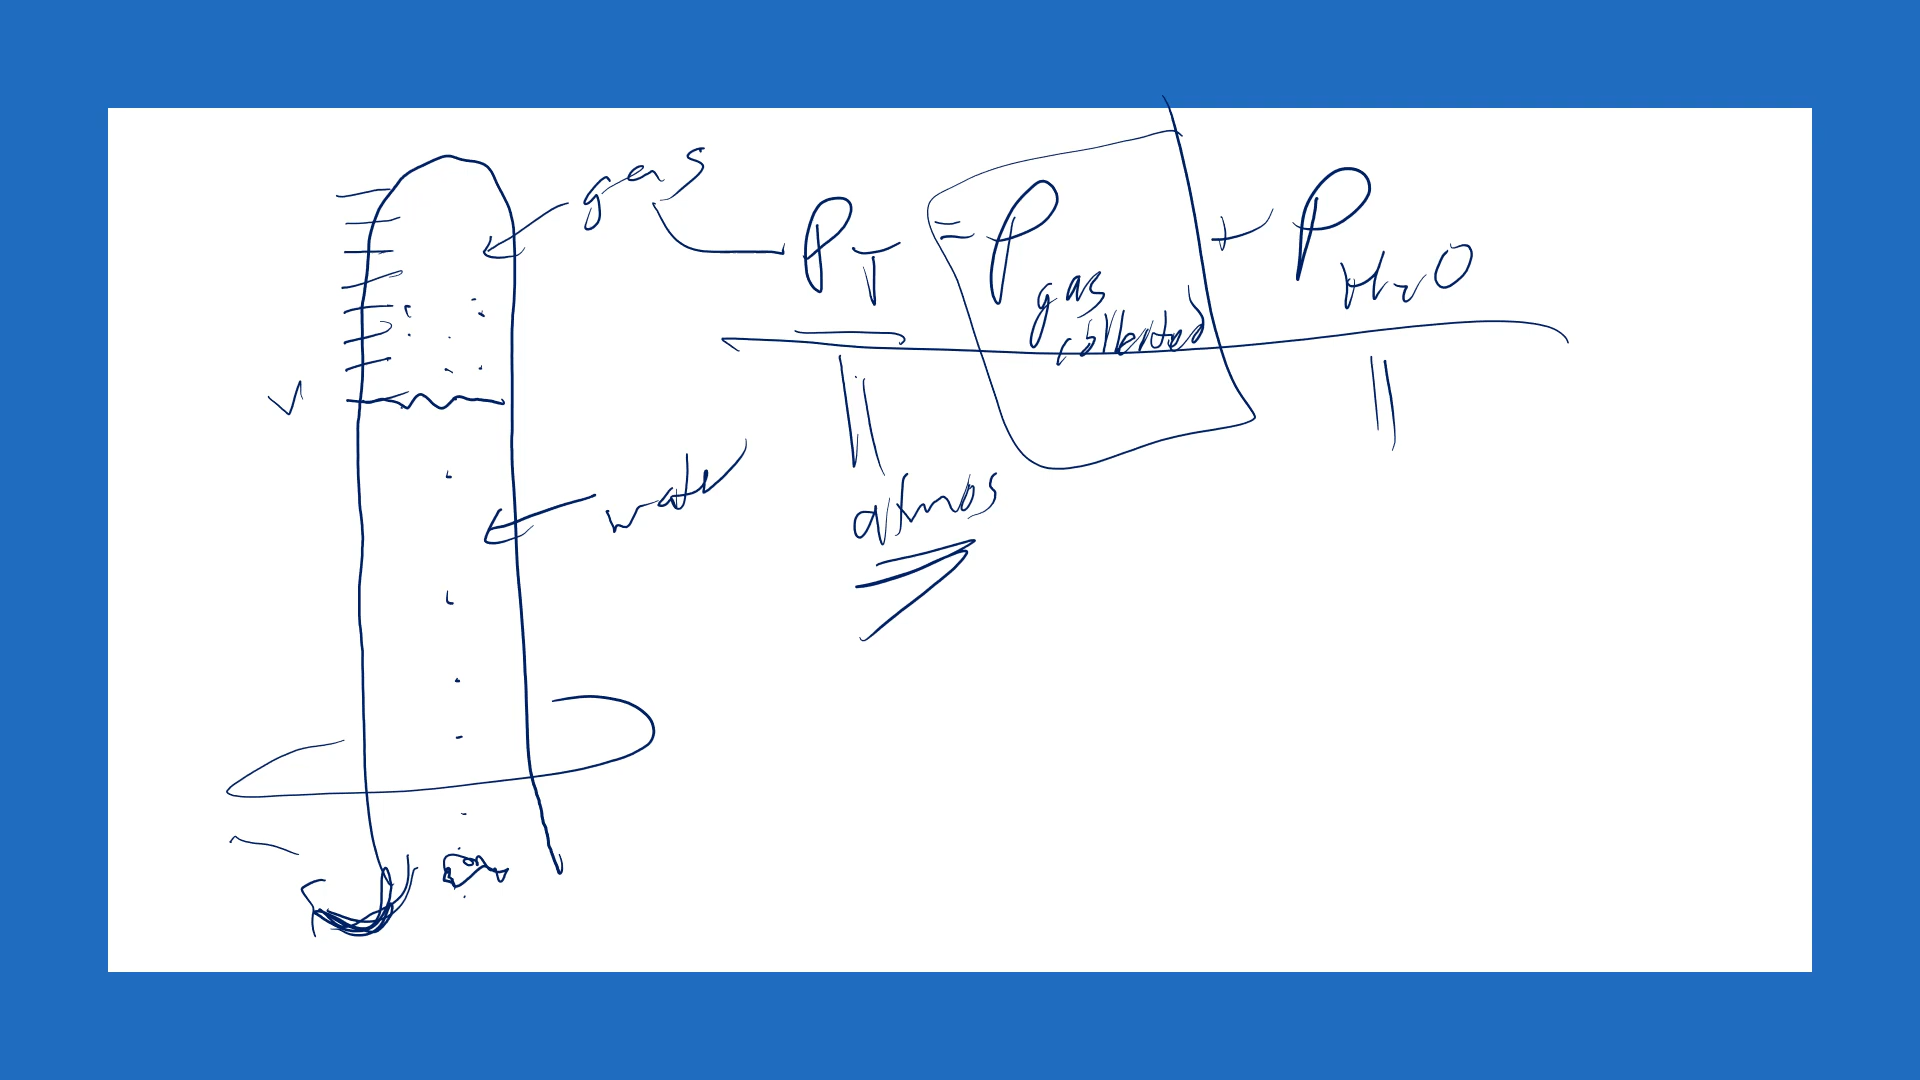 gas
P_T = P_gas collected + P_H2O
V
||
||
atmos
water